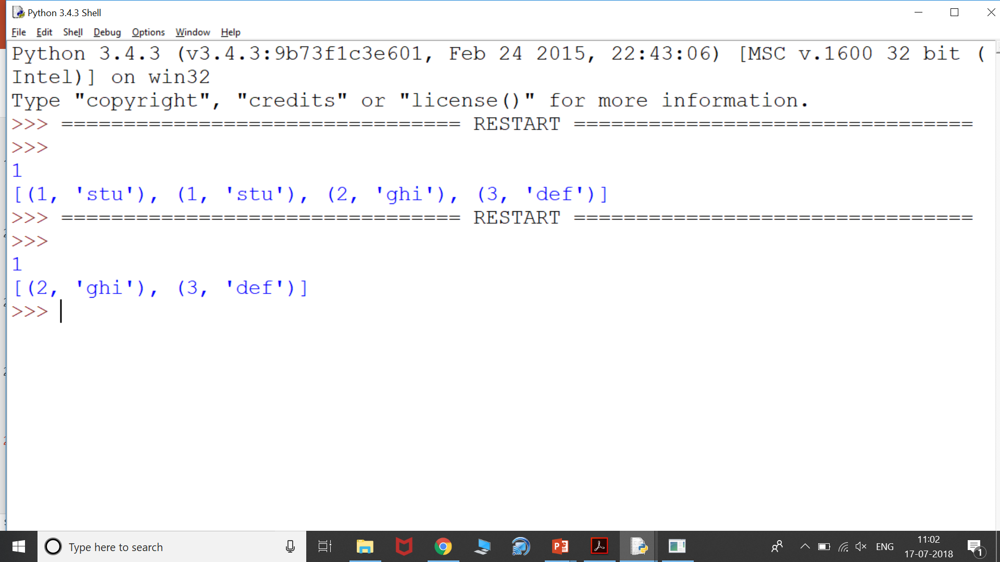 Python 3.4.3 Shell
File Edit Shell Debug Options Window Help
Python 3.4.3 (v3.4.3:9b73f1c3e601, Feb 24 2015, 22:43:06) [MSC v.1600 32 bit (
Intel)] on win32
Type "copyright", "credits" or "license()" for more information.
>>> ================================ RESTART ================================
>>>
1
[(1, 'stu'), (1, 'stu'), (2, 'ghi'), (3, 'def')]
>>> ================================ RESTART ================================
>>>
1
[(2, 'ghi'), (3, 'def')]
>>>
Type here to search
ENG
11:02
17-07-2018
1